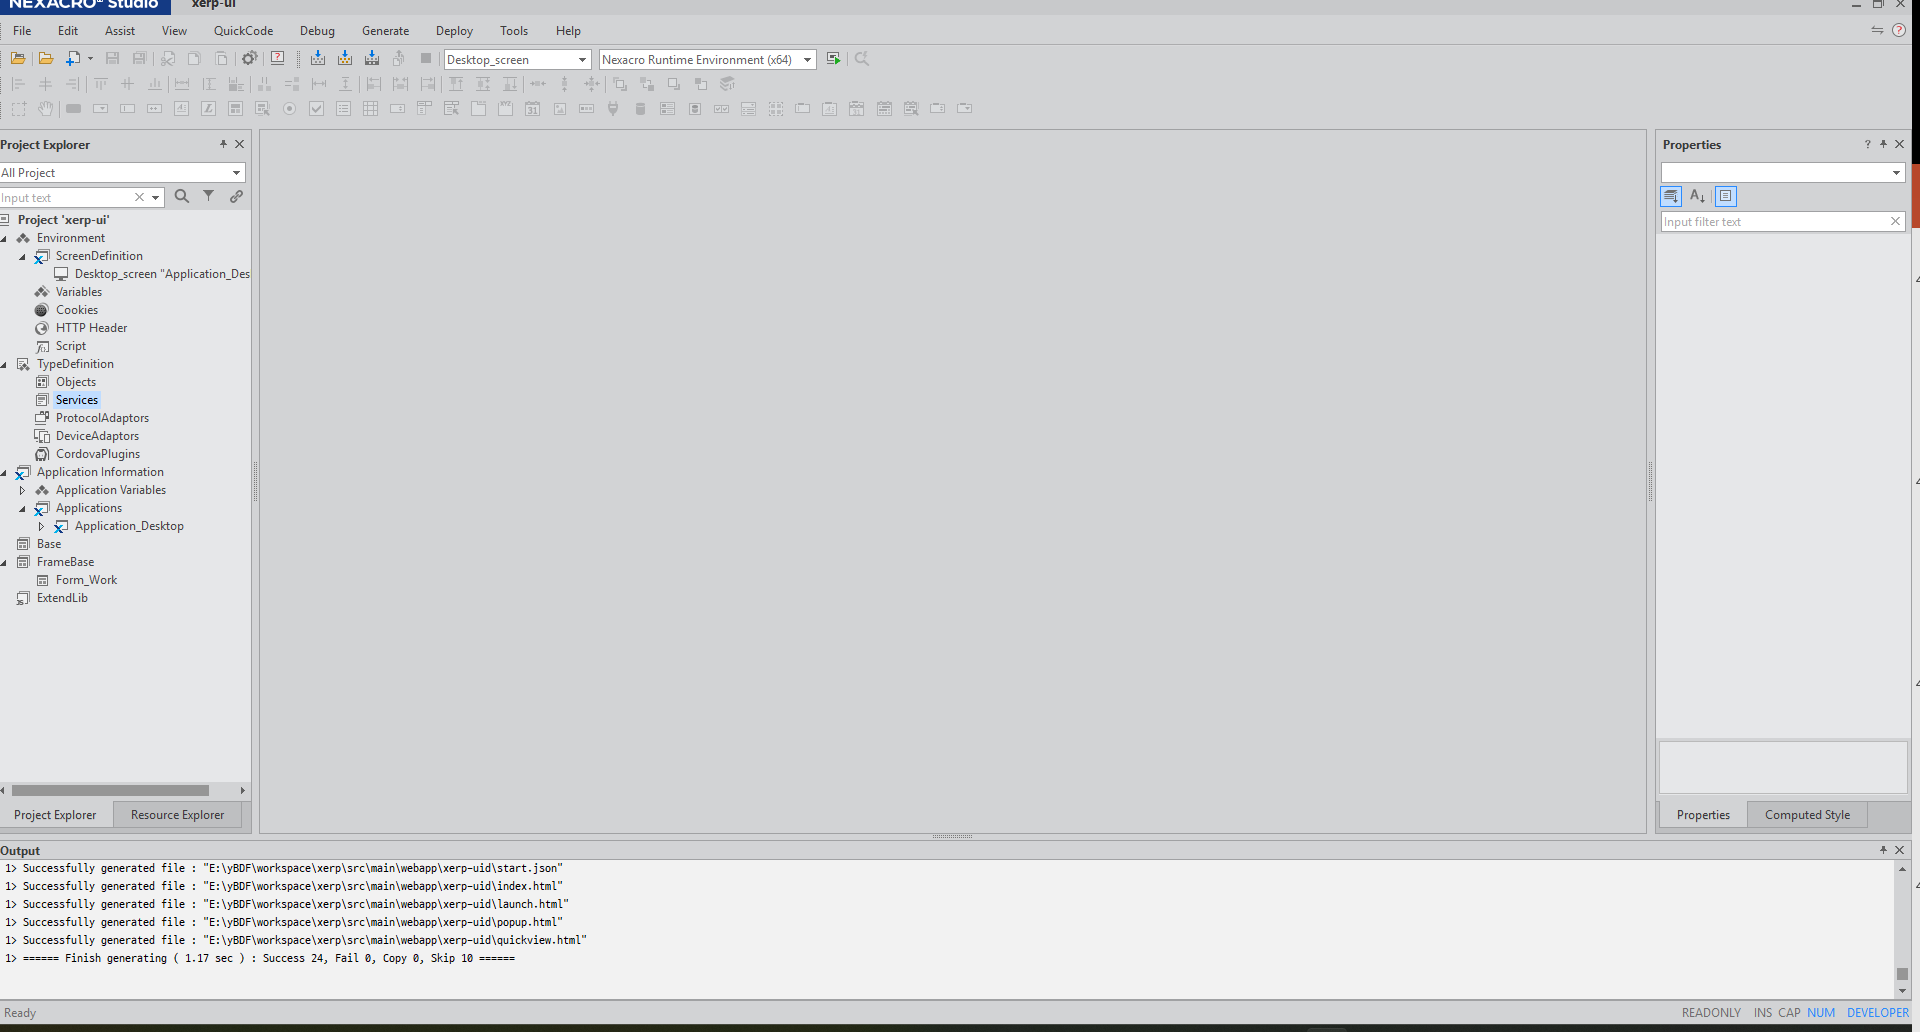 NEXACRO Studio
xerp-ui
File Edit Assist View QuickCode Debug Generate Deploy Tools Help
Desktop_screen
Nexacro Runtime Environment (x64)
Project Explorer
All Project
Input text
Project 'xerp-ui'
Environment
ScreenDefinition
Desktop_screen "Application_Des
Variables
Cookies
HTTP Header
Script
TypeDefinition
Objects
Services
ProtocolAdaptors
DeviceAdaptors
CordovaPlugins
Application Information
Application Variables
Applications
Application_Desktop
Base
FrameBase
Form_Work
ExtendLib
Project Explorer Resource Explorer
Properties
Input filter text
Properties Computed Style
Output
1> Successfully generated file : "E:\yBDF\workspace\xerp\src\main\webapp\xerp-uid\start.json"
1> Successfully generated file : "E:\yBDF\workspace\xerp\src\main\webapp\xerp-uid\index.html"
1> Successfully generated file : "E:\yBDF\workspace\xerp\src\main\webapp\xerp-uid\launch.html"
1> Successfully generated file : "E:\yBDF\workspace\xerp\src\main\webapp\xerp-uid\popup.html"
1> Successfully generated file : "E:\yBDF\workspace\xerp\src\main\webapp\xerp-uid\quickview.html"
1> ====== Finish generating ( 1.17 sec ) : Success 24, Fail 0, Copy 0, Skip 10 ======
Ready
READONLY INS CAP NUM DEVELOPER